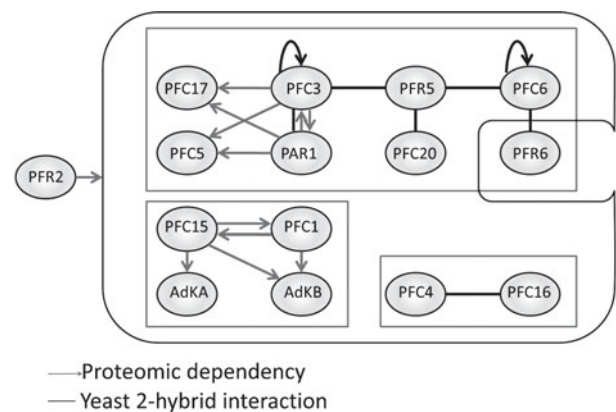 PFC17 PFC3 PFR5 PFC6
PFC5 PAR1 PFC20 PFR6
PFR2
PFC15 PFC1
AdKA AdKB PFC4 PFC16
Proteomic dependency
Yeast 2-hybrid interaction